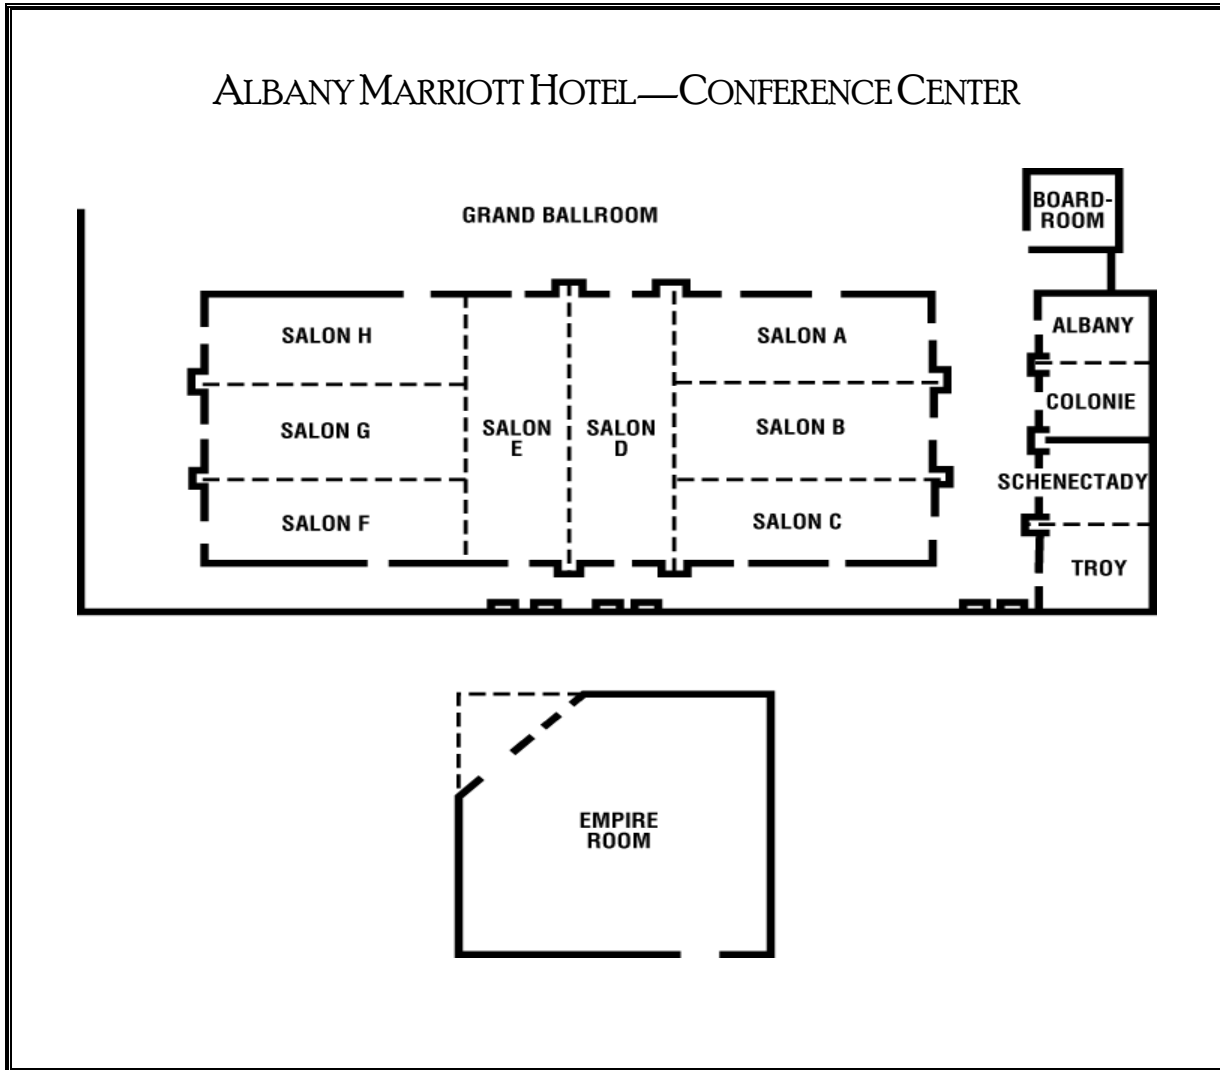 ALBANY MARRIOTT HOTEL—CONFERENCE CENTER
GRAND BALLROOM
BOARD-
ROOM
SALON H
SALON A
ALBANY
COLONIE
SALON G
SALON
E
SALON
D
SALON B
SCHENECTADY
SALON F
SALON C
TROY
EMPIRE
ROOM